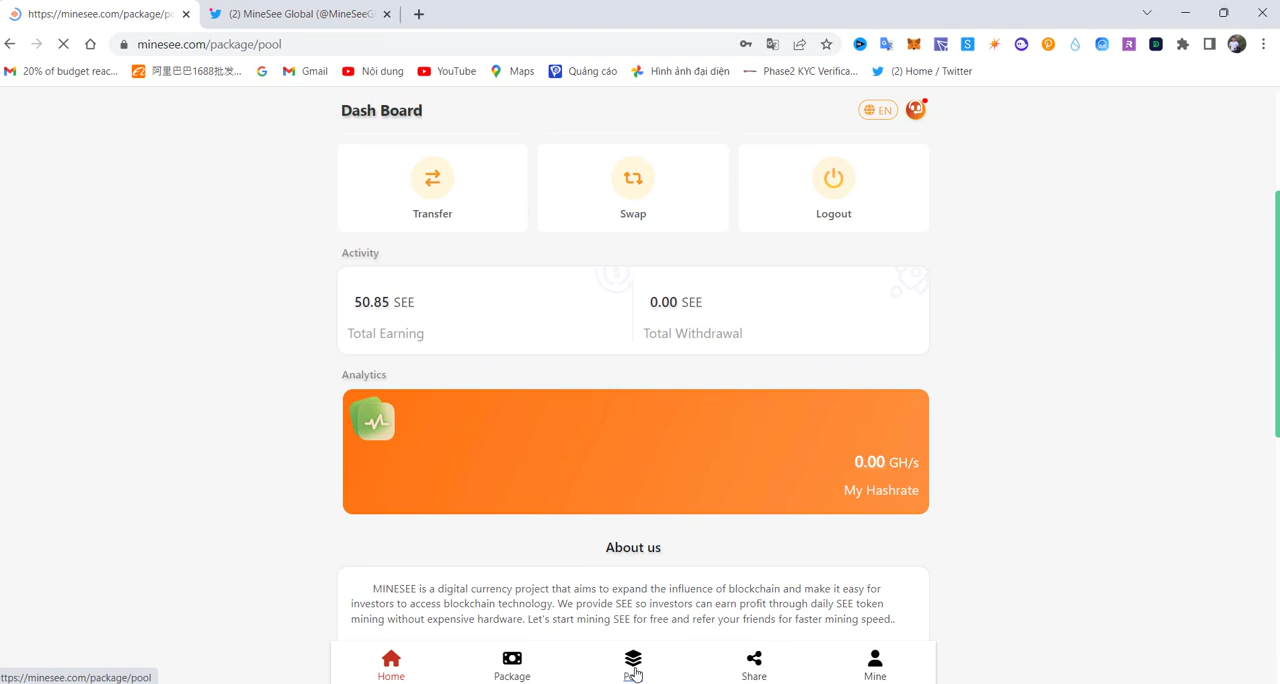 https://minesee.com/package/po
(2) MineSee Global (@MineSeeG
minesee.com/package/pool
20% of budget reac...
阿里巴巴1688批发...
Gmail
Nội dung
YouTube
Maps
Quảng cáo
Hình ảnh đại diện
Phase2 KYC Verifica...
(2) Home / Twitter
Dash Board
EN
Transfer
Swap
Logout
Activity
50.85 SEE
0.00 SEE
Total Earning
Total Withdrawal
Analytics
0.00 GH/s
My Hashrate
About us
MINESEE is a digital currency project that aims to expand the influence of blockchain and make it easy for
investors to access blockchain technology. We provide SEE so investors can earn profit through daily SEE token
mining without expensive hardware. Let's start mining SEE for free and refer your friends for faster mining speed..
Home
Package
Share
Mine
ttps://minesee.com/package/pool